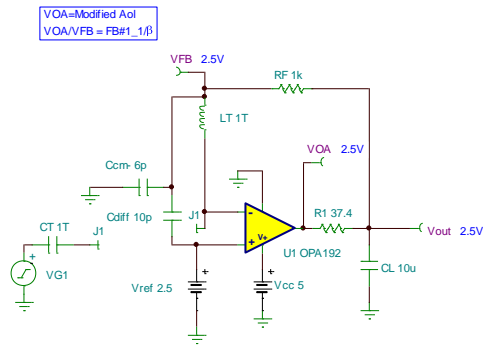 VOA=Modified Aol
VOA/VFB = FB#1_1/β
VFB 2.5V
RF 1k
LT 1T
VOA 2.5V
Ccm- 6p
Cdiff 10p
J1
-
+
V+
R1 37.4
Vout 2.5V
U1 OPA192
CT 1T
J1
+
VG1
+
Vref 2.5
+
Vcc 5
CL 10u